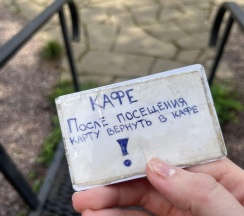 КАФЕ
ПОСЛЕ ПОСЕЩЕНИЯ
КАРТУ ВЕРНУТЬ В КАФЕ
!